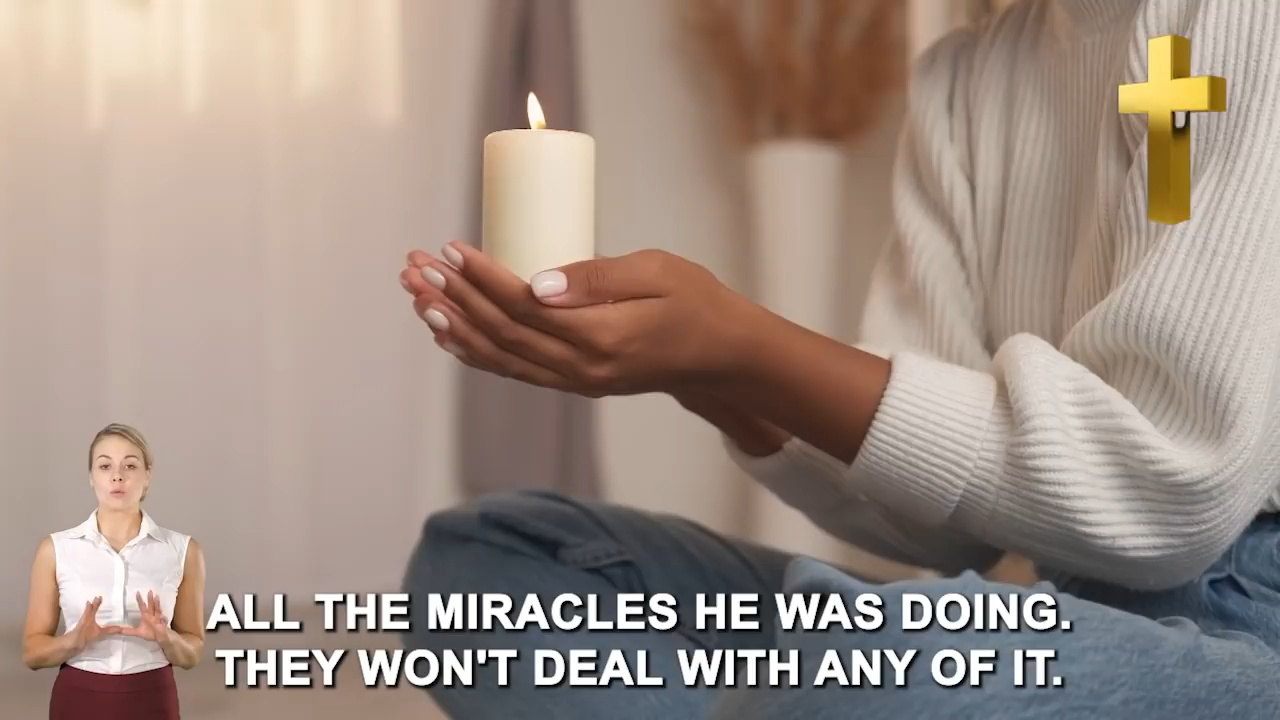 ALL THE MIRACLES HE WAS DOING.
THEY WON'T DEAL WITH ANY OF IT.